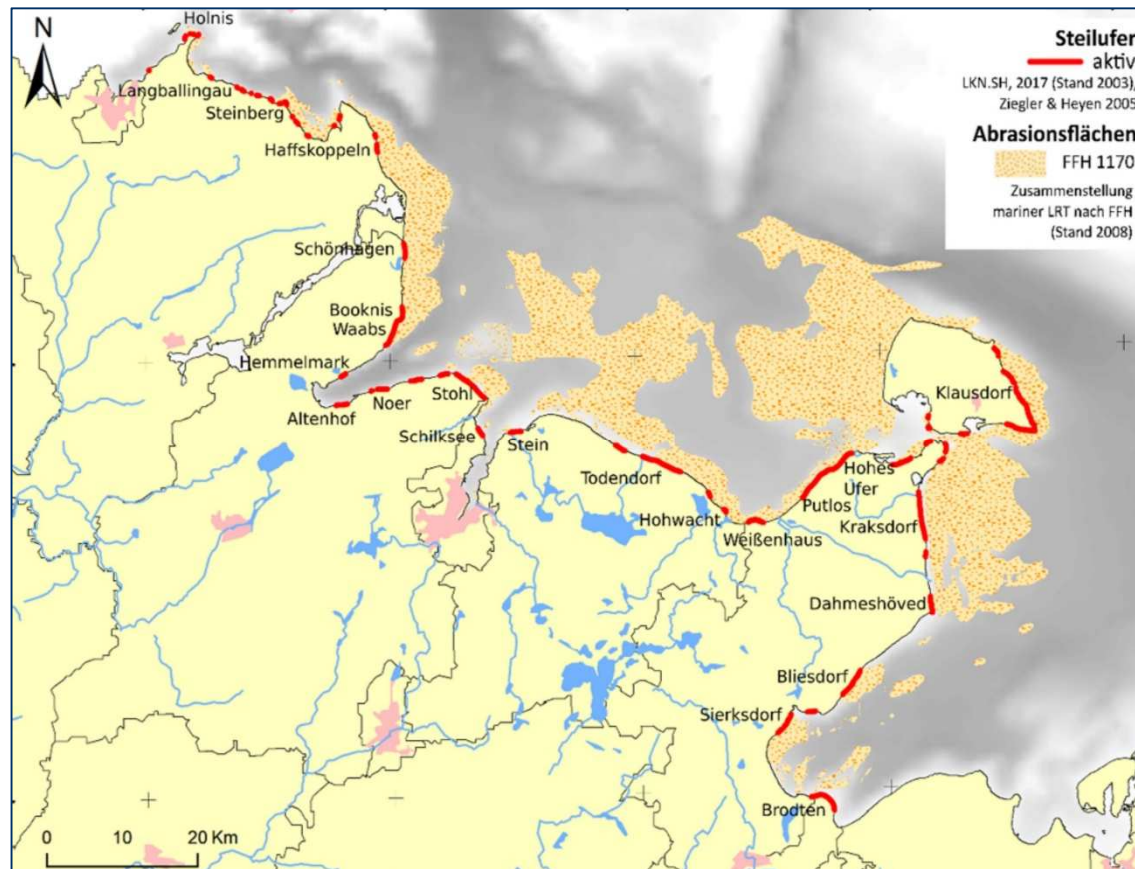 Holnis
N
Steilufer
aktiv
LKN.SH, 2017 (Stand 2003),
Ziegler & Heyen 2005
Abrasionsflächen
FFH 1170
Zusammenstellung
mariner LRT nach FFH
(Stand 2008)
Langballingau
Steinberg
Haffskoppeln
Schönhagen
Booknis
Waabs
Hemmelmark
Altenhof
Noer
Stohl
Schilksee
Stein
Klausdorf
Todendorf
Hohwacht
Weißenhaus
Hohes
Ufer
Putlos
Kraksdorf
Dahmeshöved
Bliesdorf
Sierksdorf
Brodten
0 10 20 Km